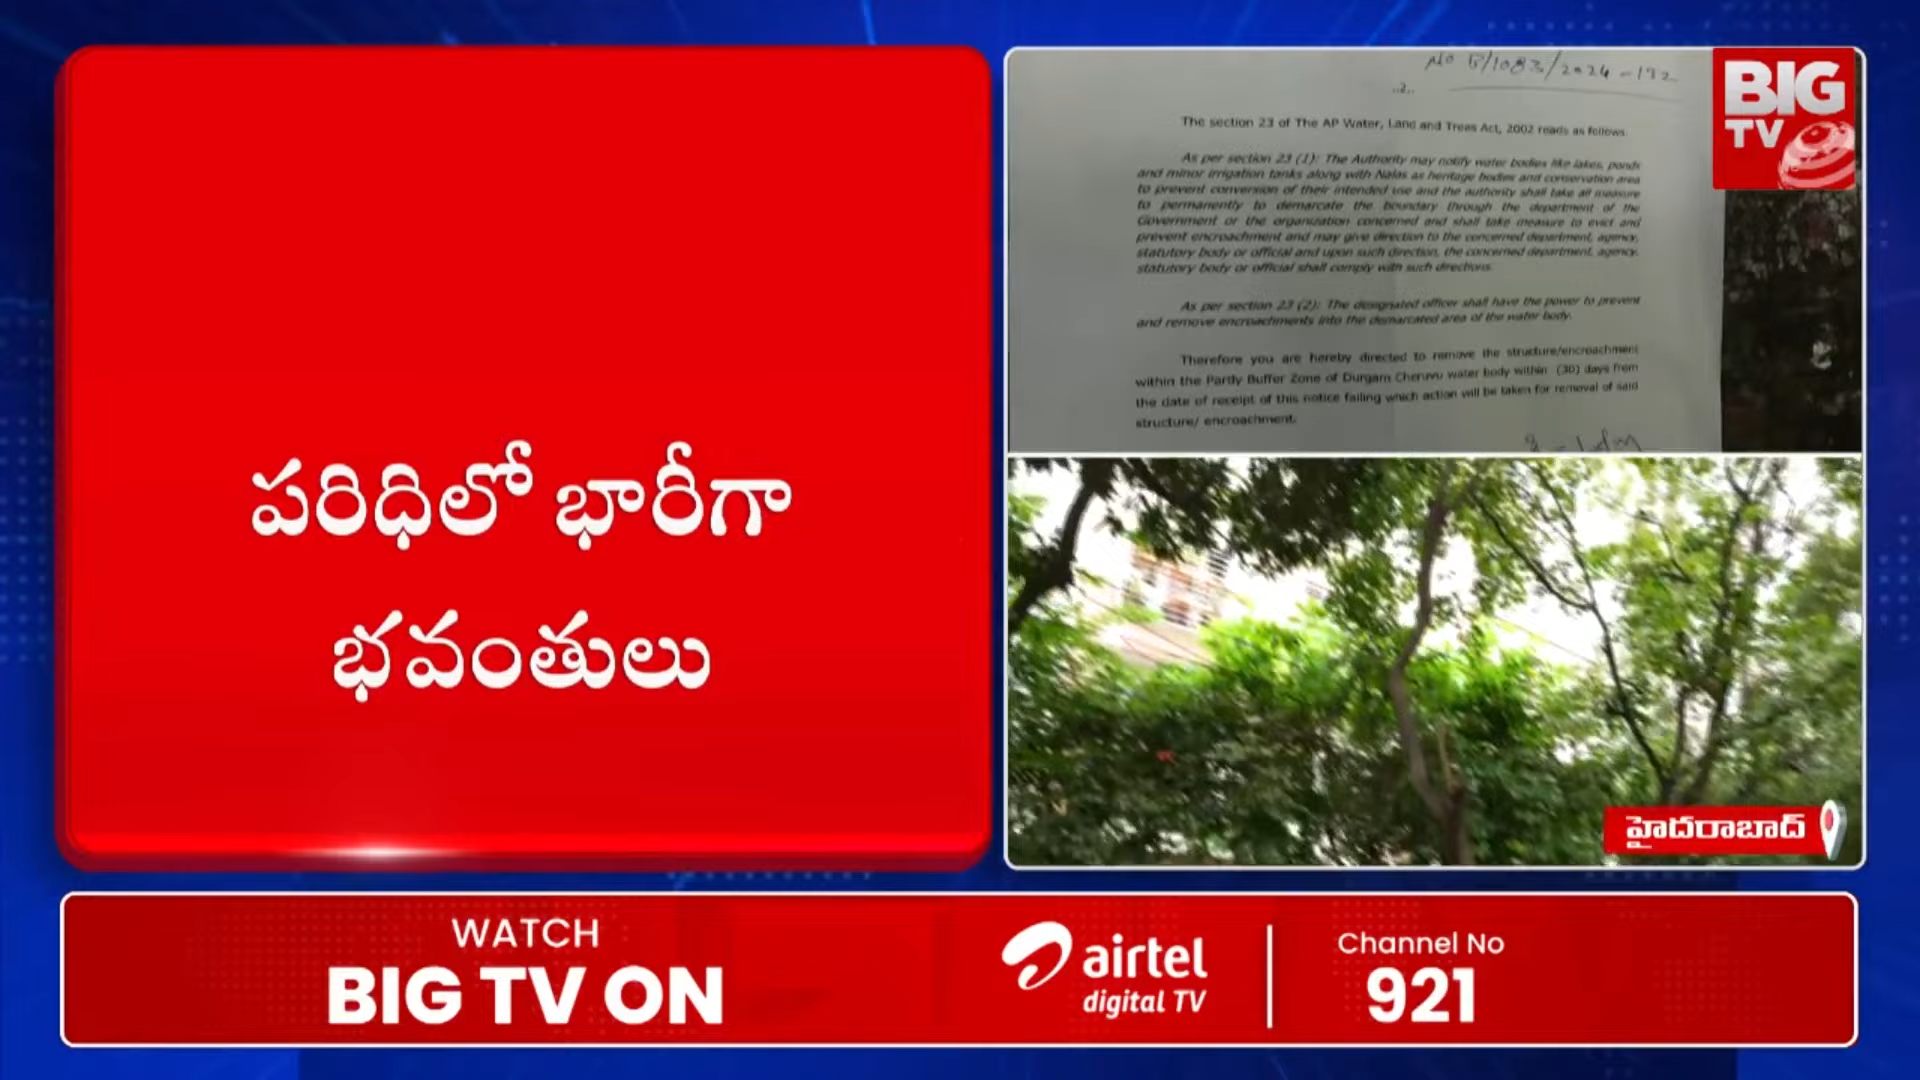 పరిధిలో భారీగా
భవంతులు
No B/1083/2024-172
..2..
The section 23 of The AP Water, Land and Trees Act, 2002 reads as follows.
As per section 23 (1): The Authority may notify water bodies like lakes, ponds
and minor irrigation tanks along with Nalas as heritage bodies and conservation area
to prevent conversion of their intended use and the authority shall take all measure
to permanently to demarcate the boundary through the department of the
Government or the organization concerned and shall take measure to evict and
prevent encroachment and may give direction to the concerned department, agency,
statutory body or official and upon such direction, the concerned department, agency,
statutory body or official shall comply with such directions.
As per section 23 (2): The designated officer shall have the power to prevent
and remove encroachments into the demarcated area of the water body.
Therefore you are hereby directed to remove the structure/encroachment
within the Partly Buffer Zone of Durgam Cheruvu water body within (30) days from
the date of receipt of this notice failing which action will be taken for removal of said
structure/ encroachment.
BIG
TV
హైదరాబాద్
WATCH
BIG TV ON
airtel
digital TV
Channel No
921